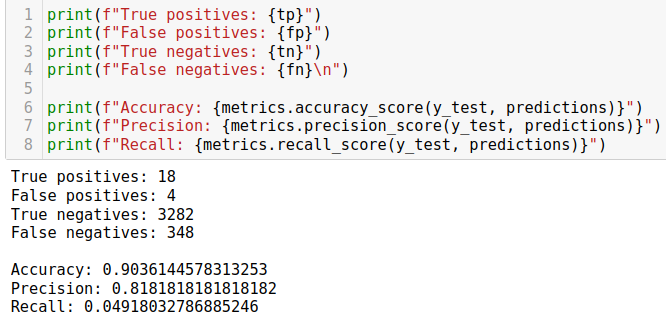 1 print(f"True positives: {tp}")
2 print(f"False positives: {fp}")
3 print(f"True negatives: {tn}")
4 print(f"False negatives: {fn}\n")
5
6 print(f"Accuracy: {metrics.accuracy_score(y_test, predictions)}")
7 print(f"Precision: {metrics.precision_score(y_test, predictions)}")
8 print(f"Recall: {metrics.recall_score(y_test, predictions)}")
True positives: 18
False positives: 4
True negatives: 3282
False negatives: 348
Accuracy: 0.9036144578313253
Precision: 0.8181818181818182
Recall: 0.04918032786885246